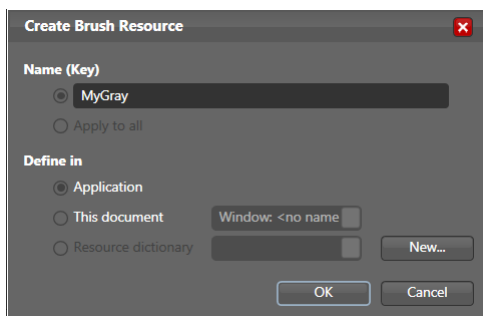 Create Brush Resource
Name (Key)
MyGray
Apply to all
Define in
Application
This document Window: <no name
Resource dictionary New...
OK Cancel